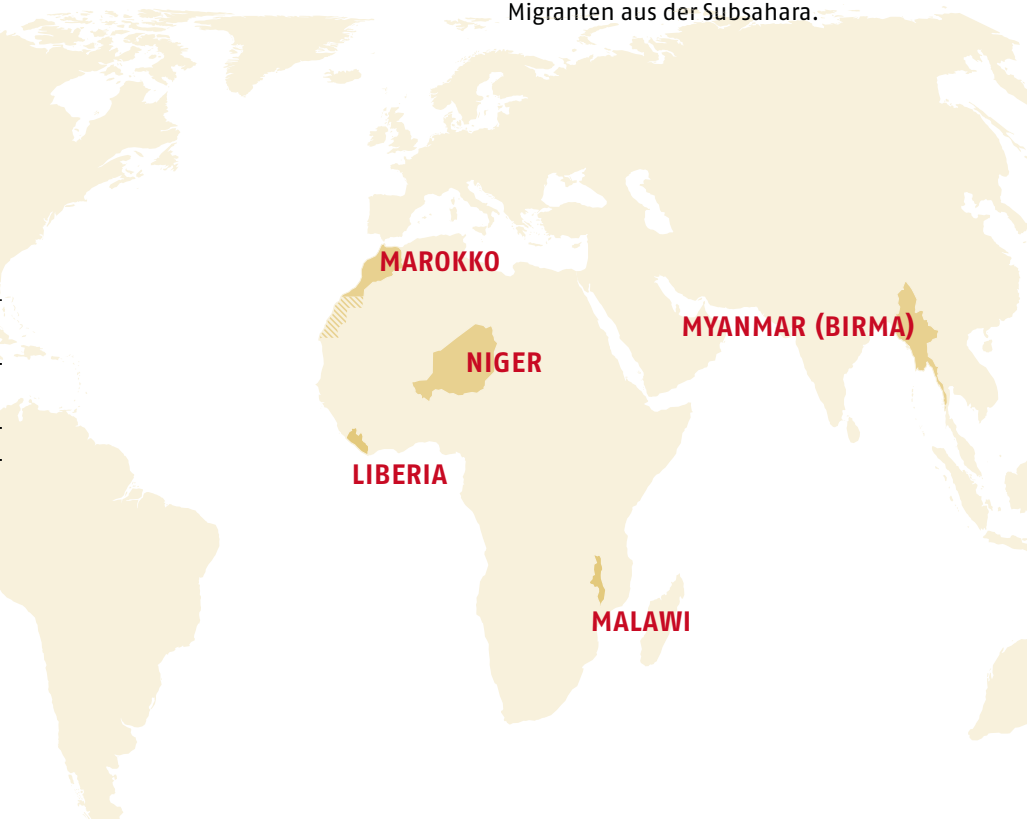 Migranten aus der Subsahara.
MAROKKO
MYANMAR (BIRMA)
NIGER
LIBERIA
MALAWI